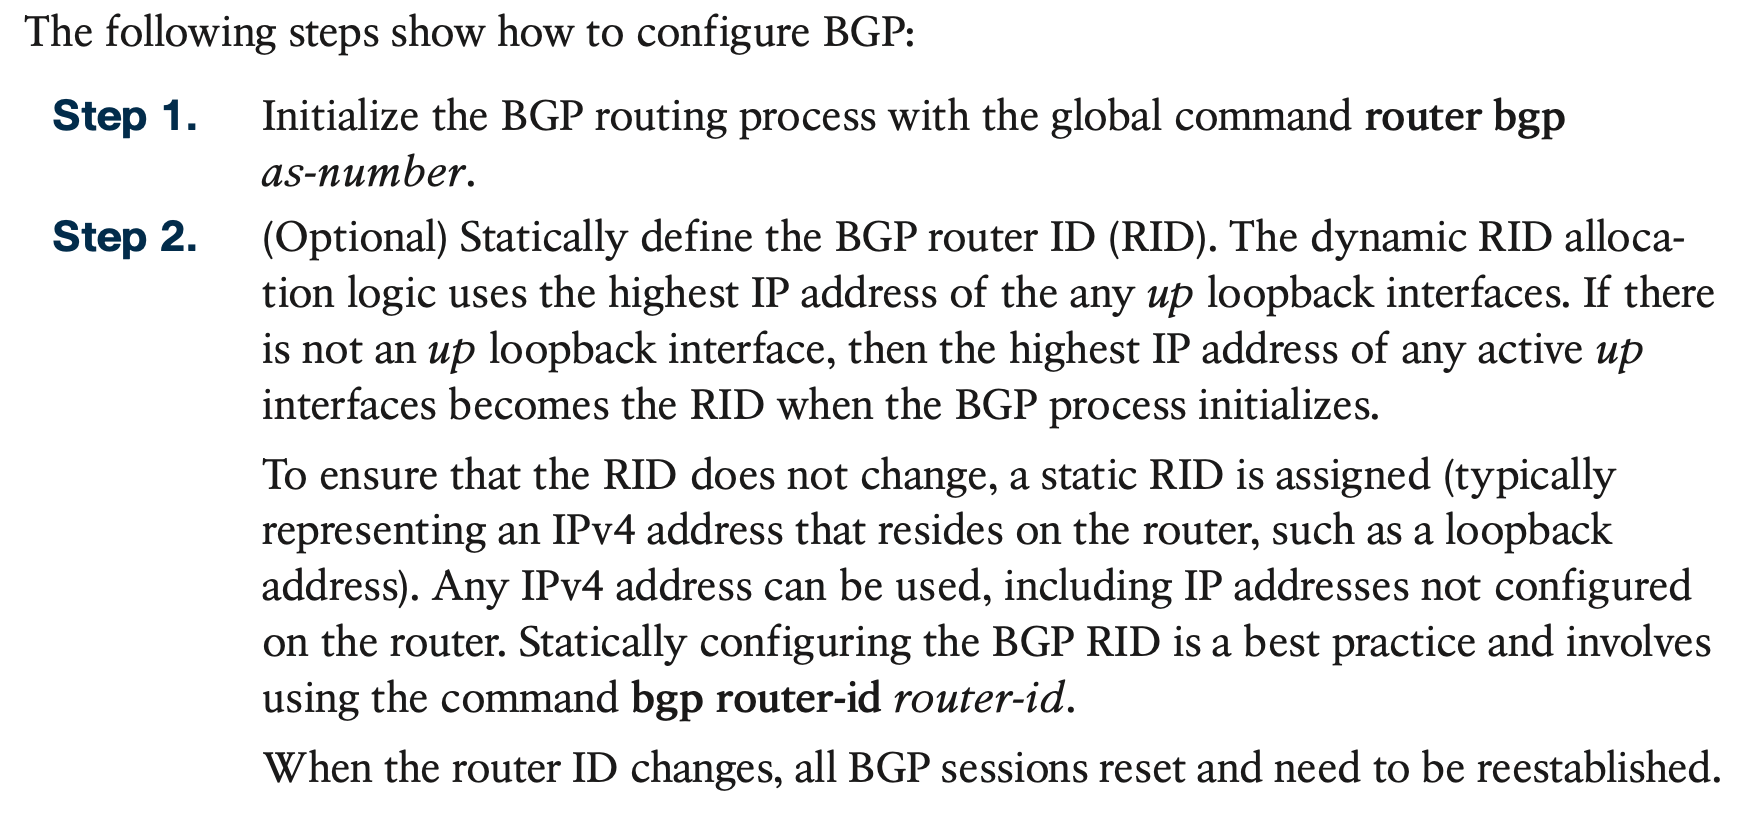 The following steps show how to configure BGP:
Step 1. Initialize the BGP routing process with the global command router bgp
as-number.
Step 2. (Optional) Statically define the BGP router ID (RID). The dynamic RID alloca-
tion logic uses the highest IP address of the any up loopback interfaces. If there
is not an up loopback interface, then the highest IP address of any active up
interfaces becomes the RID when the BGP process initializes.
To ensure that the RID does not change, a static RID is assigned (typically
representing an IPv4 address that resides on the router, such as a loopback
address). Any IPv4 address can be used, including IP addresses not configured
on the router. Statically configuring the BGP RID is a best practice and involves
using the command bgp router-id router-id.
When the router ID changes, all BGP sessions reset and need to be reestablished.